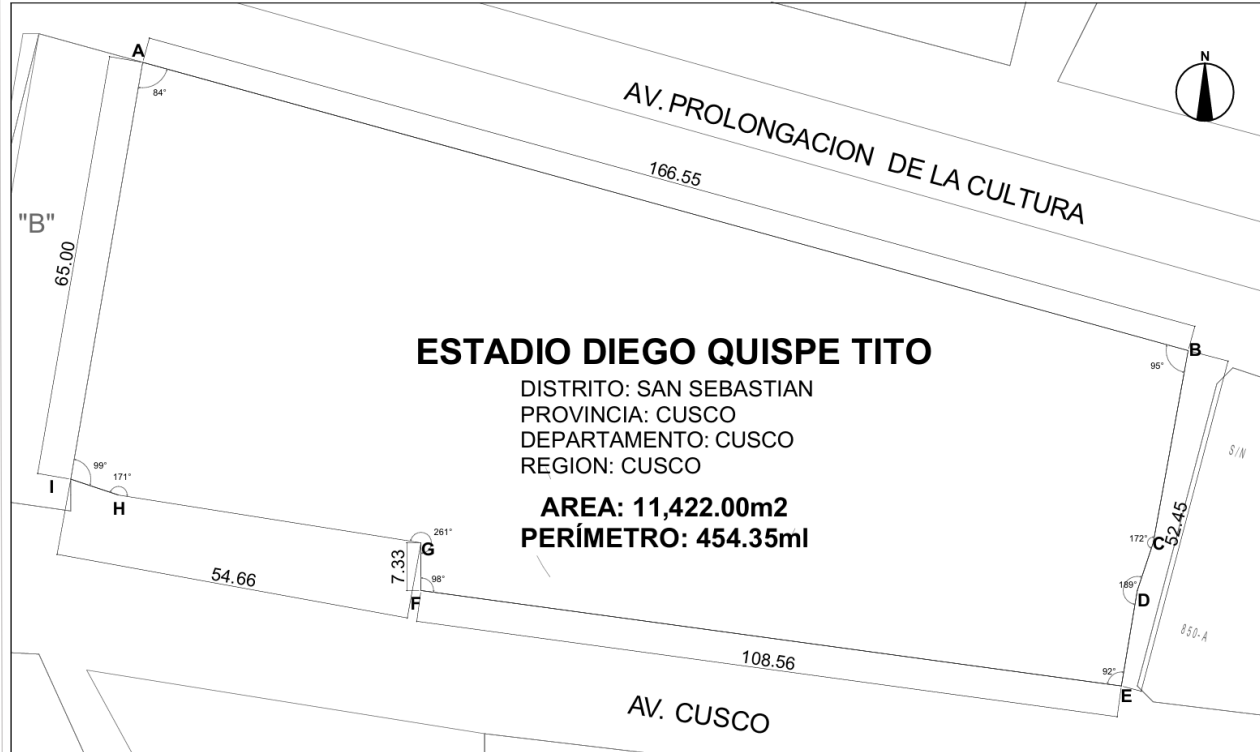 N
A
84°
AV. PROLONGACION DE LA CULTURA
166.55
"B"
65.00
B
95°
ESTADIO DIEGO QUISPE TITO
DISTRITO: SAN SEBASTIAN
PROVINCIA: CUSCO
DEPARTAMENTO: CUSCO
REGION: CUSCO
AREA: 11,422.00m2
PERÍMETRO: 454.35ml
S/N
99°
171°
I
H
261°
G
7.33
98°
F
172°
C
52.45
189°
D
850-A
54.66
108.56
92°
E
AV. CUSCO